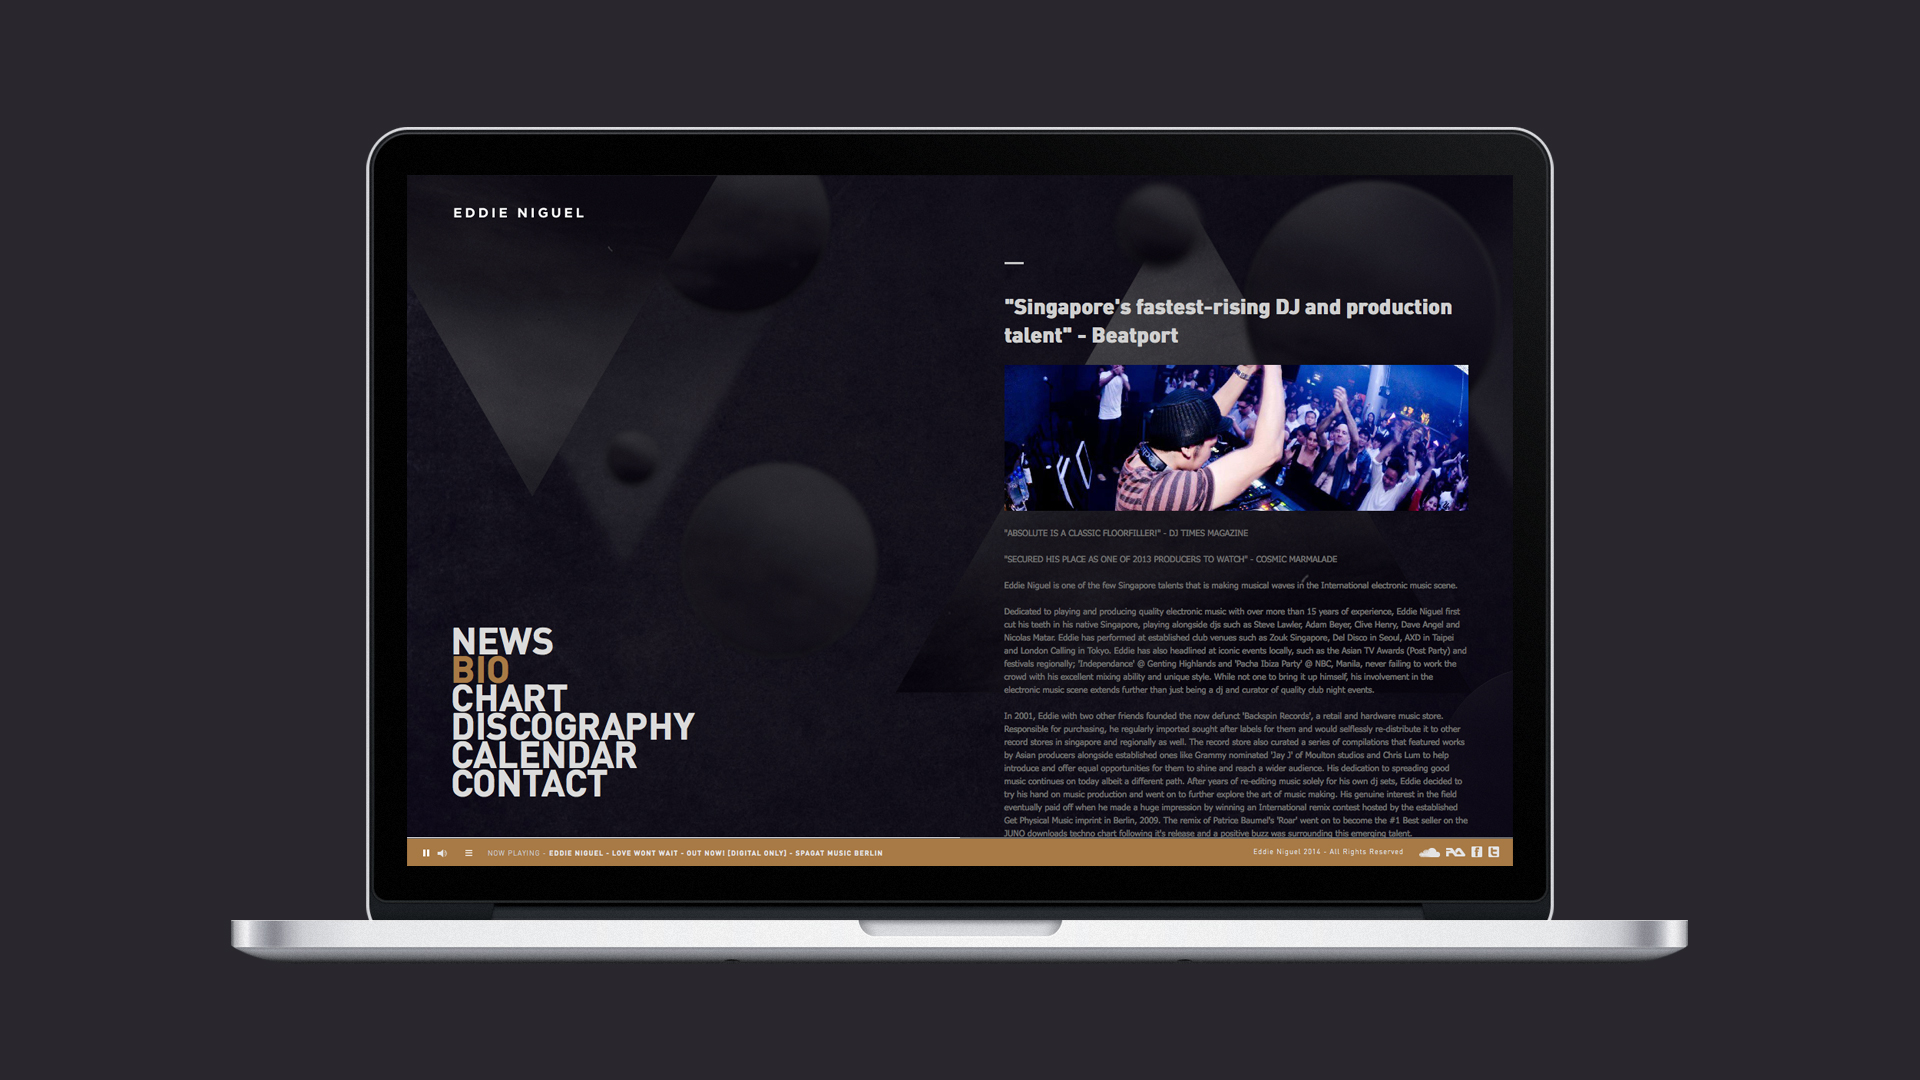 EDDIE NIGUEL
"Singapore's fastest-rising DJ and production
talent" - Beatport
"ABSOLUTE IS A CLASSIC FLOORFILLER!" - DJ TIMES MAGAZINE
"SECURED HIS PLACE AS ONE OF 2013 PRODUCERS TO WATCH" - COSMIC MARMALADE
Eddie Niguel is one of the few Singapore talents that is making musical waves in the International electronic music scene.
Dedicated to playing and producing quality electronic music with over more than 15 years of experience, Eddie Niguel first
cut his teeth in his native Singapore, playing alongside djs such as Steve Lawler, Adam Beyer, Clive Henry, Dave Angel and
Nicolas Matar. Eddie has performed at established club venues such as Zouk Singapore, Del Disco in Seoul, AXD in Taipei
and London Calling in Tokyo. Eddie has also headlined at iconic events locally, such as the Asian TV Awards (Post Party) and
festivals regionally; 'Independance' @ Genting Highlands and 'Pacha Ibiza Party' @ NBC, Manila, never failing to work the
crowd with his excellent mixing ability and unique style. While not one to bring it up himself, his involvement in the
electronic music scene extends further than just being a dj and curator of quality club night events.
In 2001, Eddie with two other friends founded the now defunct 'Backspin Records', a retail and hardware music store.
Responsible for purchasing, he regularly imported sought after labels for them and would selflessly re-distribute it to other
record stores in singapore and regionally as well. The record store also curated a series of compilations that featured works
by Asian producers alongside established ones like Grammy nominated 'Jay J' of Moulton studios and Chris Lum to help
introduce and offer equal opportunities for them to shine and reach a wider audience. His dedication to spreading good
music continues on today albeit a different path. After years of re-editing music solely for his own dj sets, Eddie decided to
try his hand on music production and went on to further explore the art of music making. His genuine interest in the field
eventually paid off when he made a huge impression by winning an International remix contest hosted by the established
Get Physical Music imprint in Berlin, 2009. The remix of Patrice Baumel's 'Roar' went on to become the #1 Best seller on the
JUNO downloads techno chart following it's release and a positive buzz was surrounding this emerging talent.
NEWS
BIO
CHART
DISCOGRAPHY
CALENDAR
CONTACT
NOW PLAYING - EDDIE NIGUEL - LOVE WONT WAIT - OUT NOW! [DIGITAL ONLY] - SPAGAT MUSIC BERLIN
Eddie Niguel 2014 - All Rights Reserved